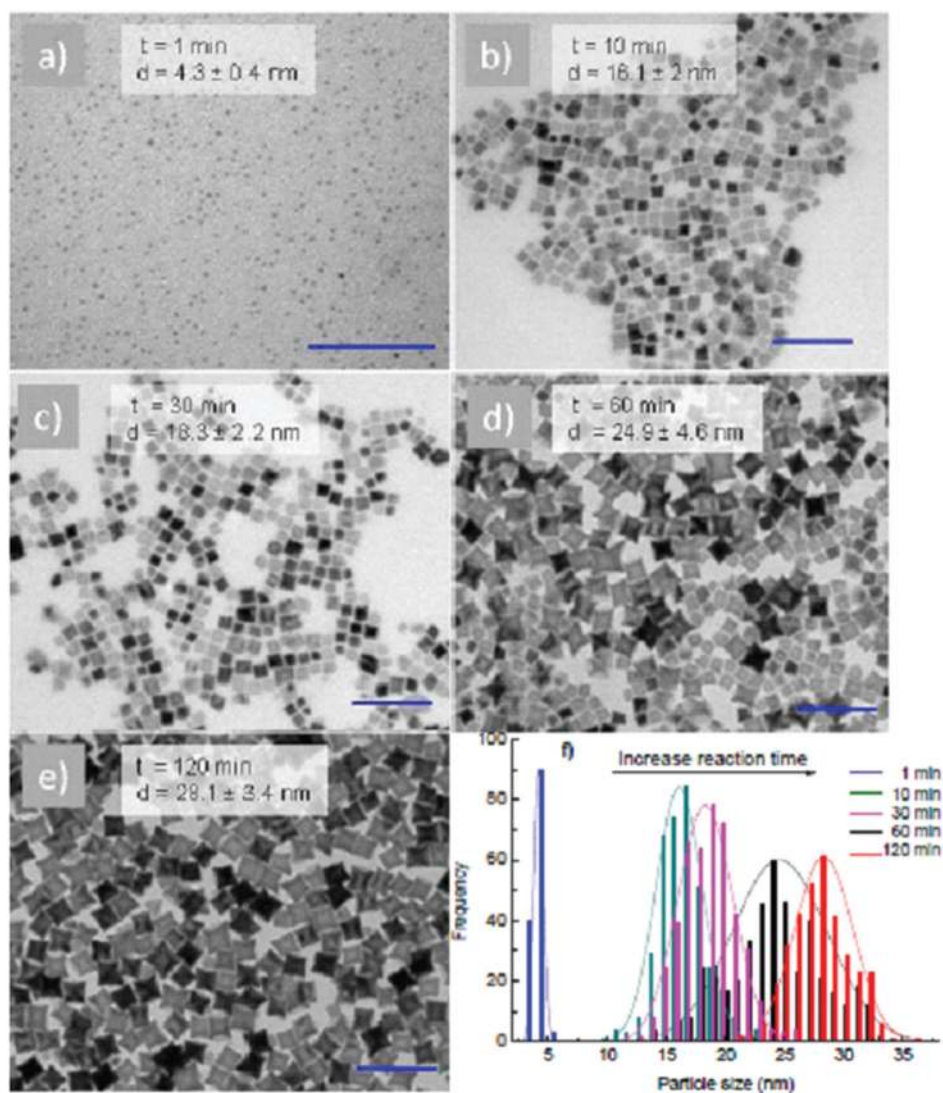 a)
t = 1 min
d = 4.3 ± 0.4 nm
b)
t = 10 min
d = 16.1 ± 2 nm
c)
t = 30 min
d = 18.3 ± 2.2 nm
d)
t = 60 min
d = 24.9 ± 4.6 nm
e)
t = 120 min
d = 28.1 ± 3.4 nm
f)
Increase reaction time
1 min
10 min
30 min
60 min
120 min
100
80
60
40
20
0
Frequency
5 10 15 20 25 30 35
Particle size (nm)